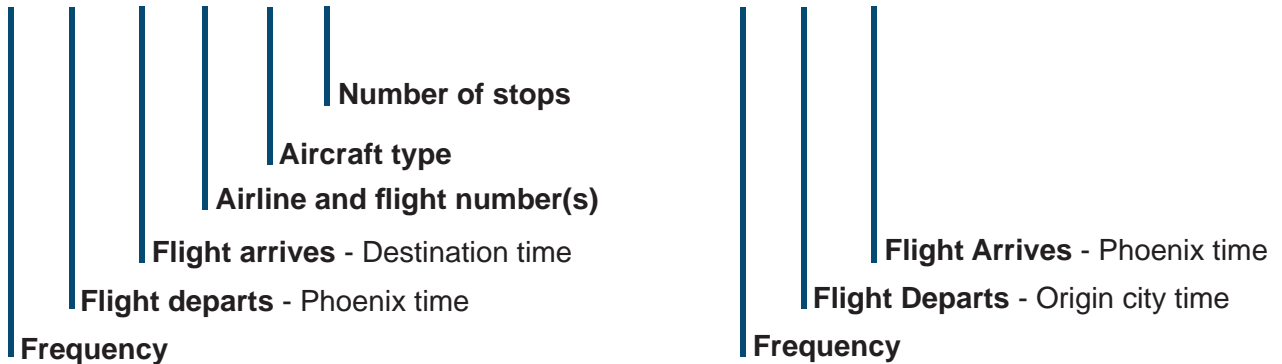 Number of stops
Aircraft type
Airline and flight number(s)
Flight arrives - Destination time
Flight departs - Phoenix time
Frequency
Flight Arrives - Phoenix time
Flight Departs - Origin city time
Frequency